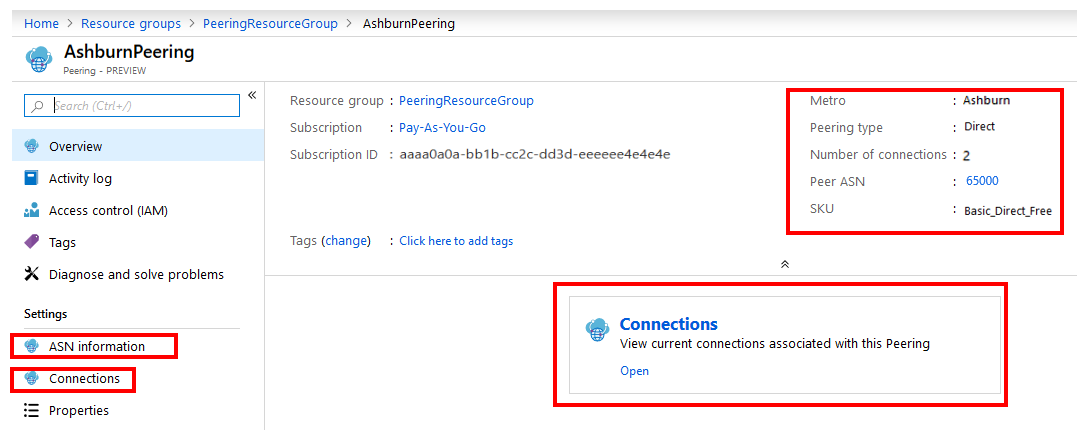 Home > Resource groups > PeeringResourceGroup > AshburnPeering
AshburnPeering
Peering - PREVIEW
Search (Ctrl+/)
«
Overview
Activity log
Access control (IAM)
Tags
Diagnose and solve problems
Settings
ASN information
Connections
Properties
Resource group : PeeringResourceGroup
Subscription : Pay-As-You-Go
Subscription ID : aaaa0a0a-bb1b-cc2c-dd3d-eeeeee4e4e4e
Tags (change) : Click here to add tags
Metro : Ashburn
Peering type : Direct
Number of connections : 2
Peer ASN : 65000
SKU : Basic_Direct_Free
Connections
View current connections associated with this Peering
Open